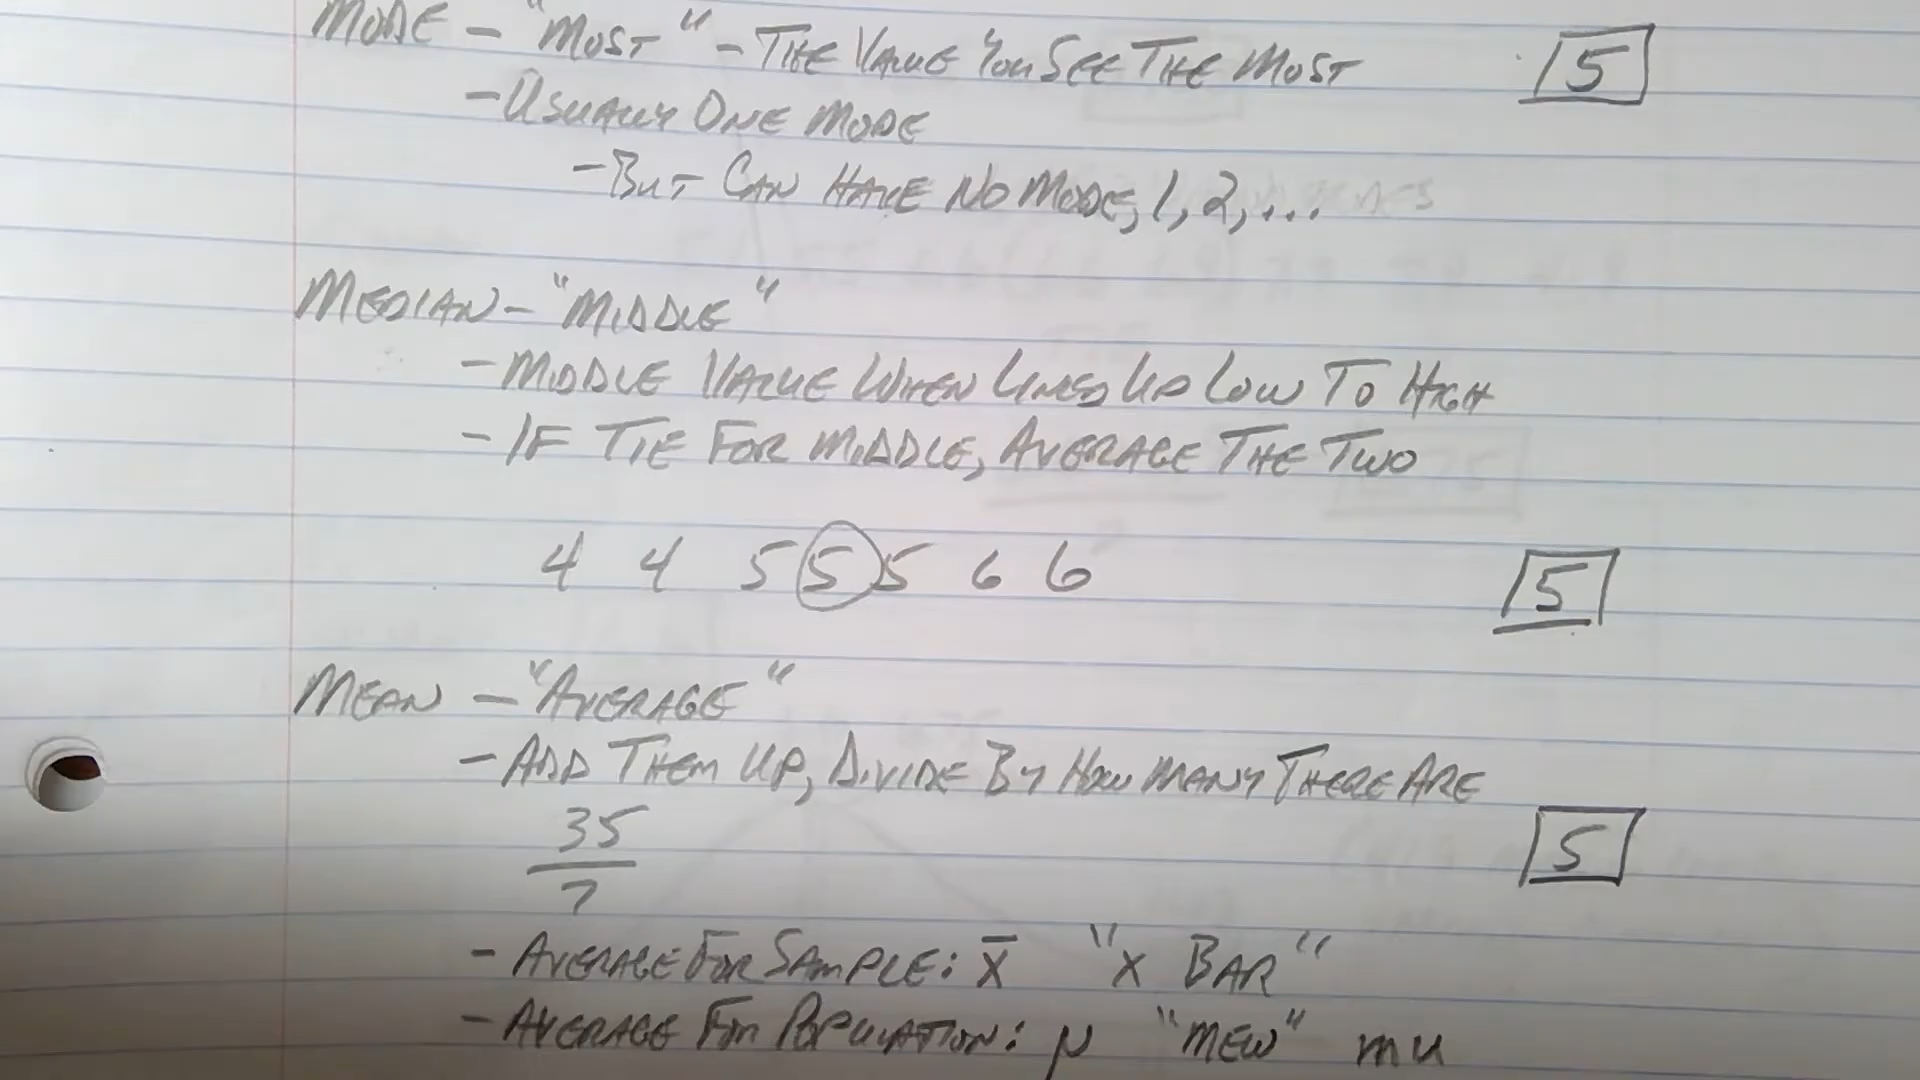 MODE - "MOST" - THE VALUE YOU SEE THE MOST 5
- USUALLY ONE MODE
- BUT CAN HAVE NO MODE, 1, 2, ...
MEDIAN - "MIDDLE"
- MIDDLE VALUE WHEN LINED UP LOW TO HIGH
- IF TIE FOR MIDDLE, AVERAGE THE TWO
4 4 5 5 5 6 6 5
MEAN - "AVERAGE"
- ADD THEM UP, DIVIDE BY HOW MANY THERE ARE
35
7
5
- AVERAGE FOR SAMPLE: x̄ "X BAR"
- AVERAGE FOR POPULATION: μ "MEW" mu